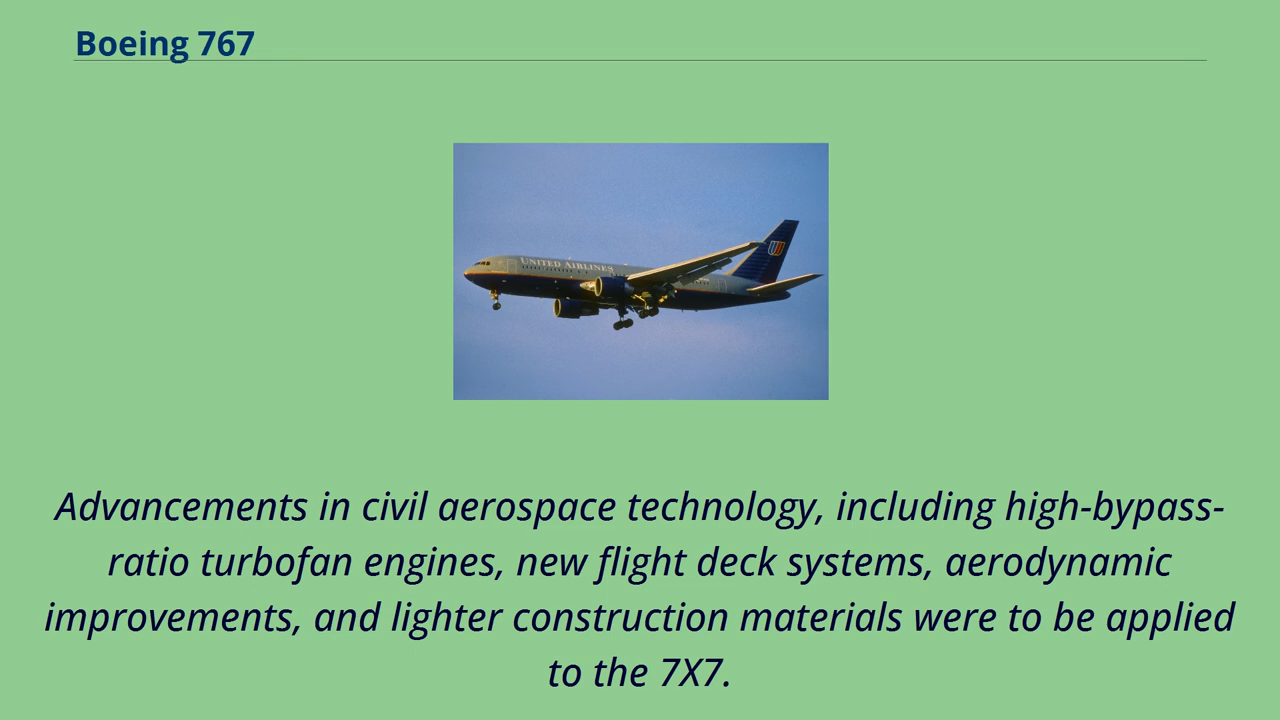 Boeing 767
UNITED AIRLINES
Advancements in civil aerospace technology, including high-bypass-
ratio turbofan engines, new flight deck systems, aerodynamic
improvements, and lighter construction materials were to be applied
to the 7X7.